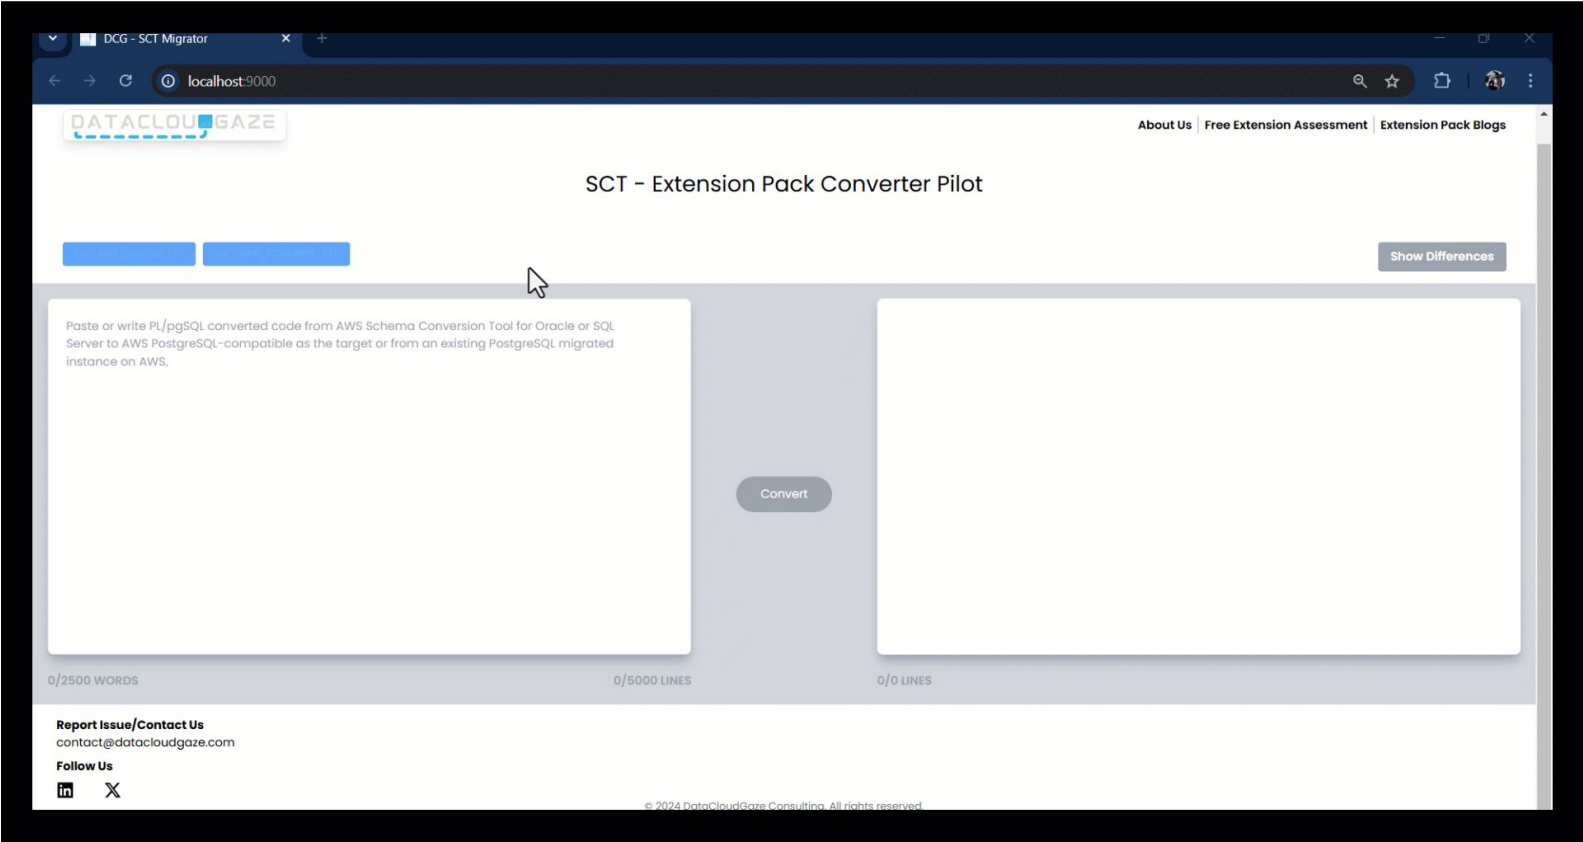 DCG - SCT Migrator
localhost:9000
DATACLOUDGAZE
About Us
Free Extension Assessment
Extension Pack Blogs
SCT - Extension Pack Converter Pilot
Show Differences
Paste or write PL/pgSQL converted code from AWS Schema Conversion Tool for Oracle or SQL
Server to AWS PostgreSQL-compatible as the target or from an existing PostgreSQL migrated
instance on AWS.
Convert
0/2500 WORDS
0/5000 LINES
0/0 LINES
Report Issue/Contact Us
contact@datacloudgaze.com
Follow Us
© 2024 DataCloudGaze Consulting. All rights reserved.